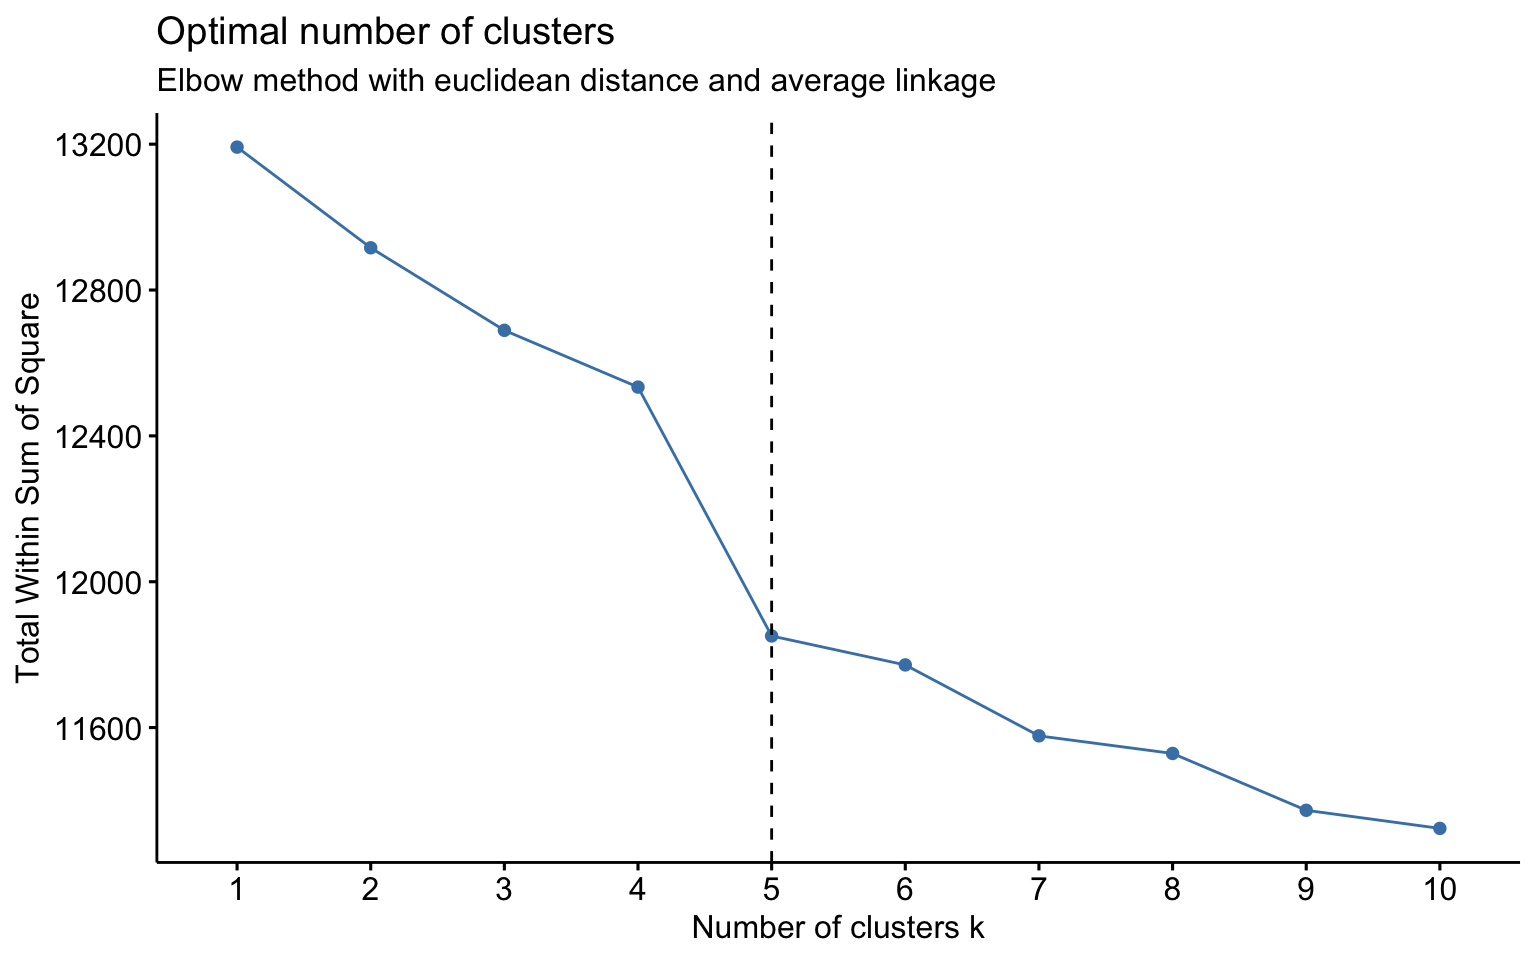 Optimal number of clusters
Elbow method with euclidean distance and average linkage
13200
12800
12400
12000
11600
Total Within Sum of Square
1 2 3 4 5 6 7 8 9 10
Number of clusters k